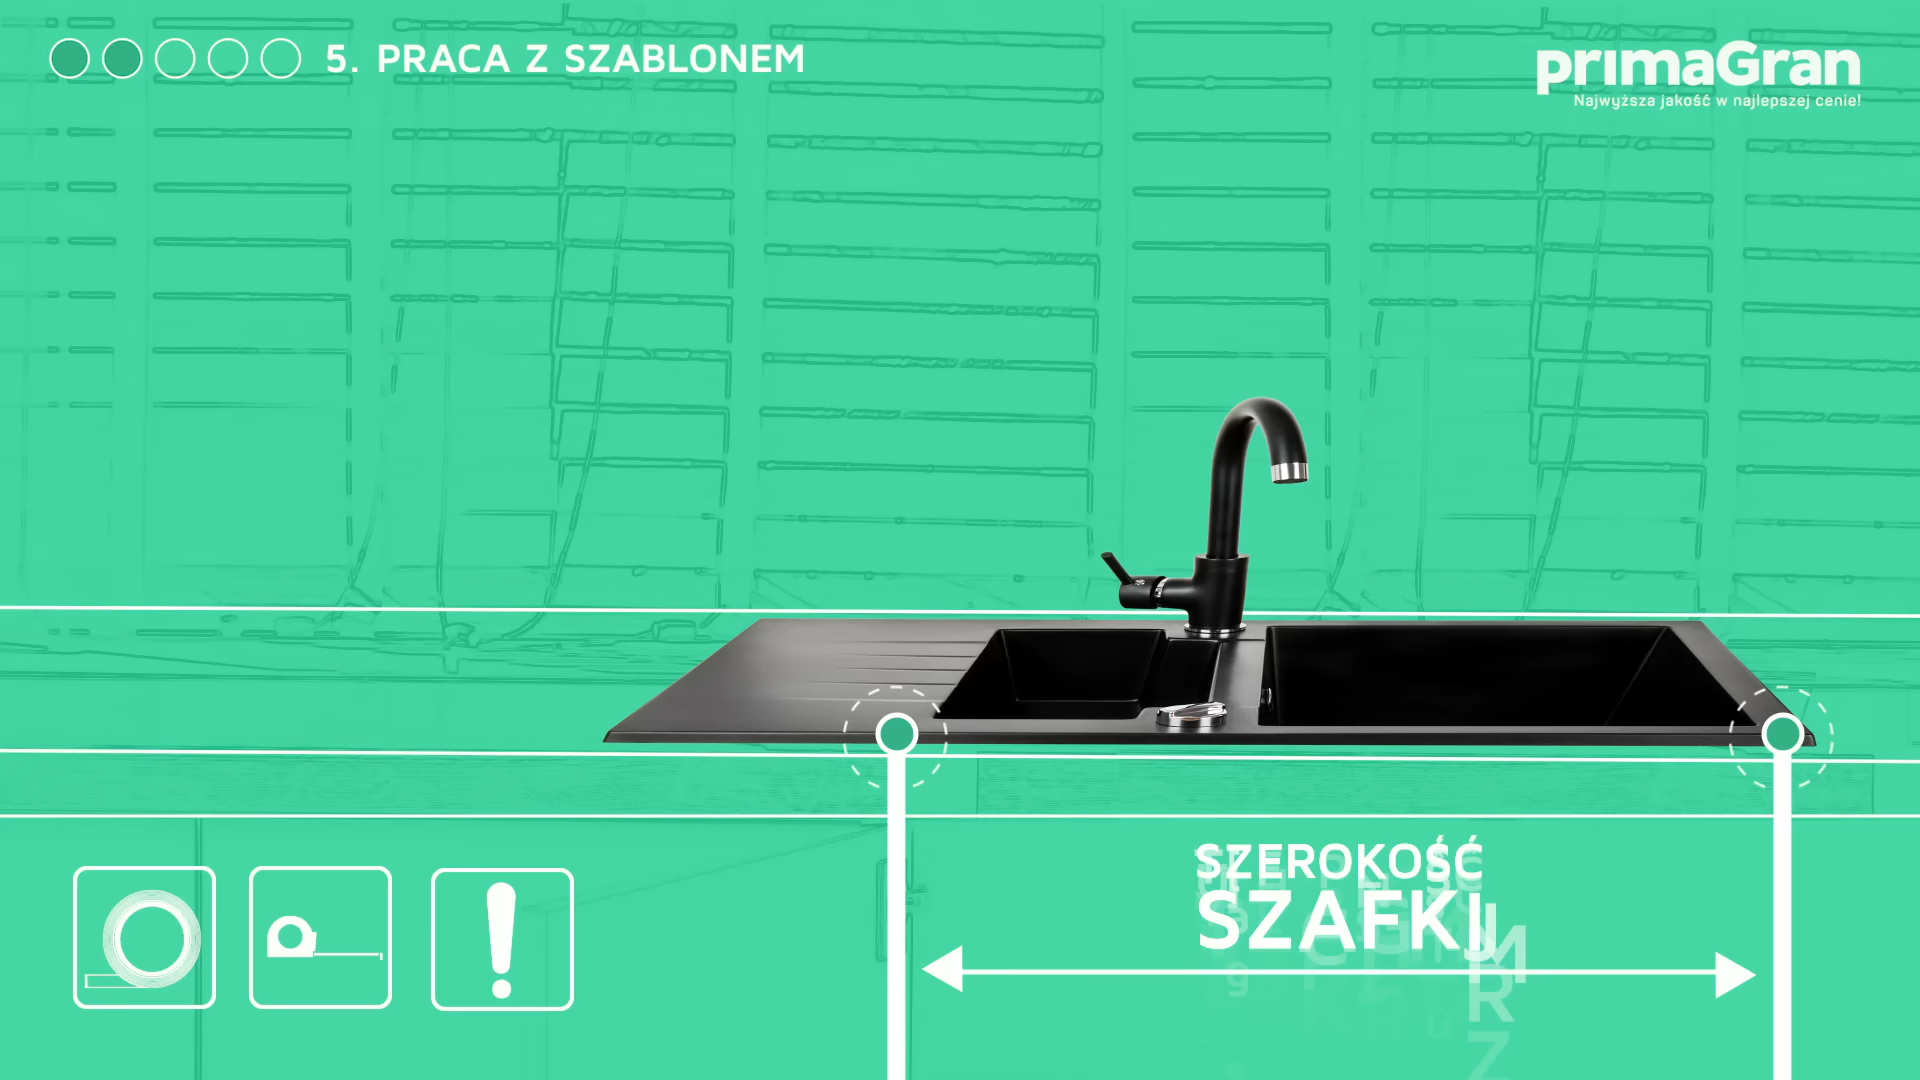 5. PRACA Z SZABLONEM
primaGran
Najwyższa jakość w najlepszej cenie!
SZEROKOŚĆ
SZAFKI